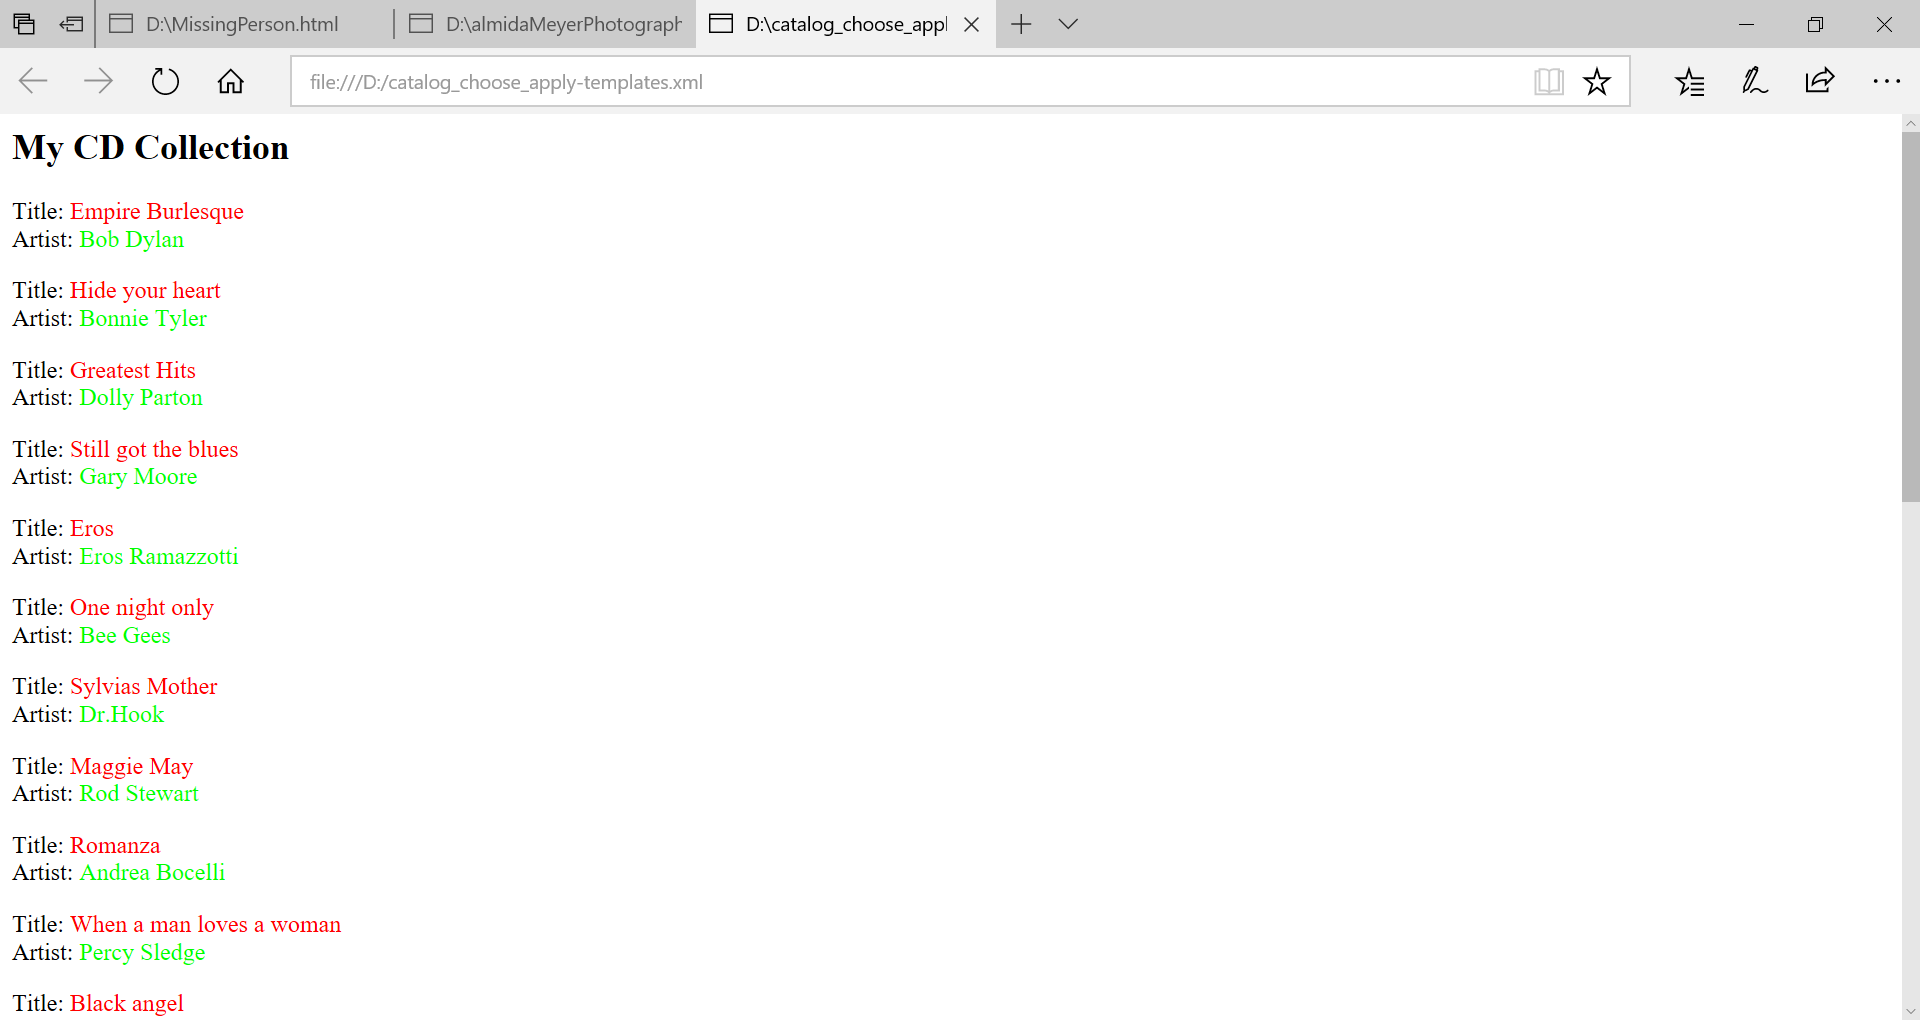 D:\MissingPerson.html
D:\almidaMeyerPhotograph
D:\catalog_choose_appl
file:///D:/catalog_choose_apply-templates.xml
My CD Collection
Title: Empire Burlesque
Artist: Bob Dylan
Title: Hide your heart
Artist: Bonnie Tyler
Title: Greatest Hits
Artist: Dolly Parton
Title: Still got the blues
Artist: Gary Moore
Title: Eros
Artist: Eros Ramazzotti
Title: One night only
Artist: Bee Gees
Title: Sylvias Mother
Artist: Dr.Hook
Title: Maggie May
Artist: Rod Stewart
Title: Romanza
Artist: Andrea Bocelli
Title: When a man loves a woman
Artist: Percy Sledge
Title: Black angel